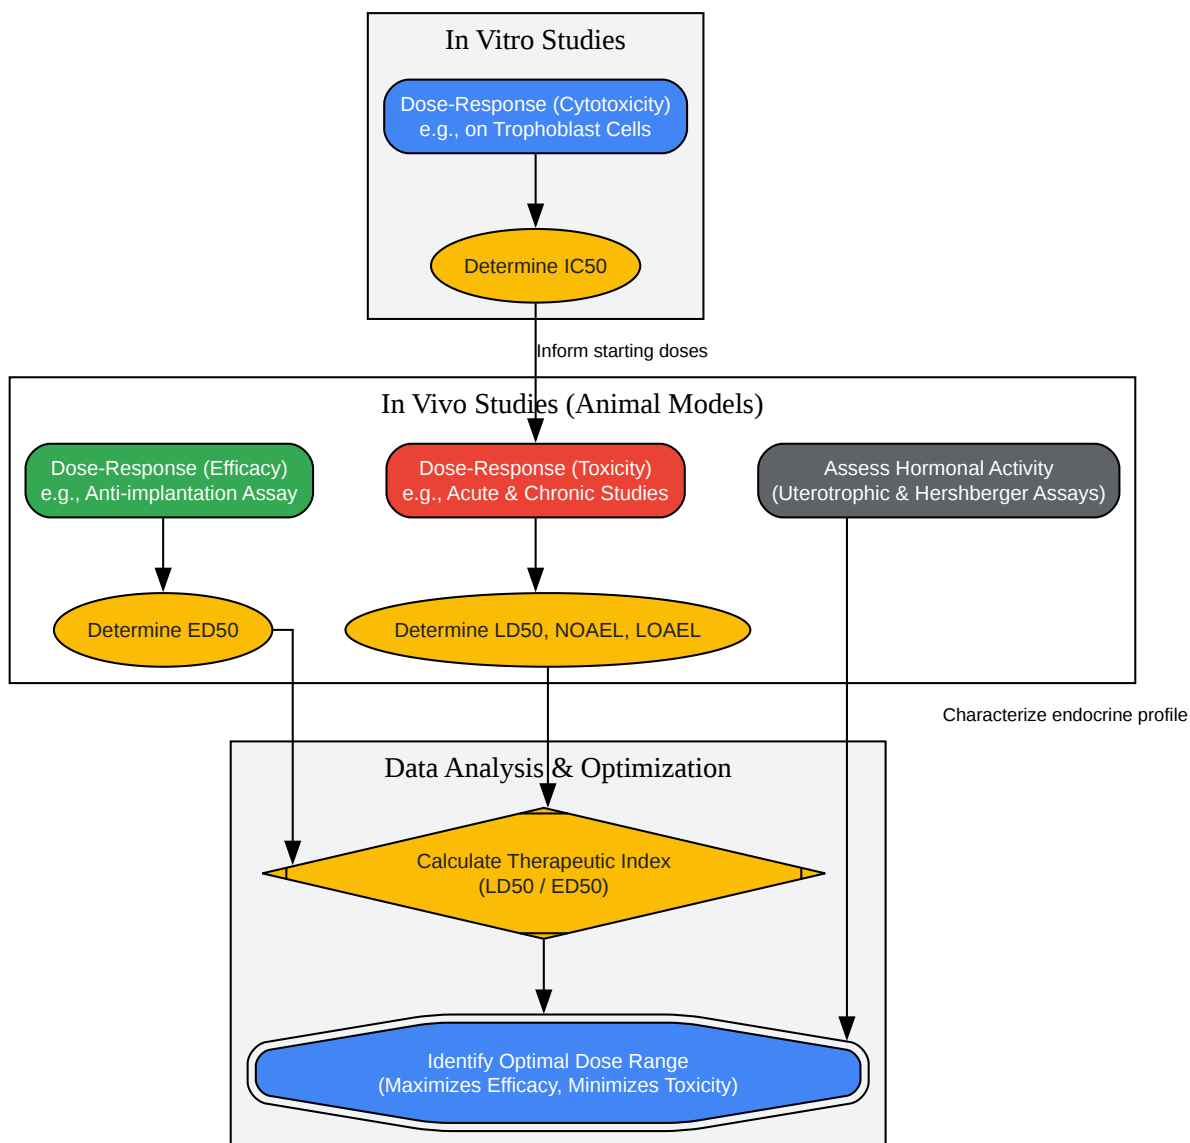 In Vitro Studies
Dose-Response (Cytotoxicity)
e.g., on Trophoblast Cells
Determine IC50
Inform starting doses
In Vivo Studies (Animal Models)
Dose-Response (Efficacy)
e.g., Anti-implantation Assay
Dose-Response (Toxicity)
e.g., Acute & Chronic Studies
Assess Hormonal Activity
(Uterotrophic & Hershberger Assays)
Determine ED50
Determine LD50, NOAEL, LOAEL
Characterize endocrine profile
Data Analysis & Optimization
Calculate Therapeutic Index
(LD50 / ED50)
Identify Optimal Dose Range
(Maximizes Efficacy, Minimizes Toxicity)